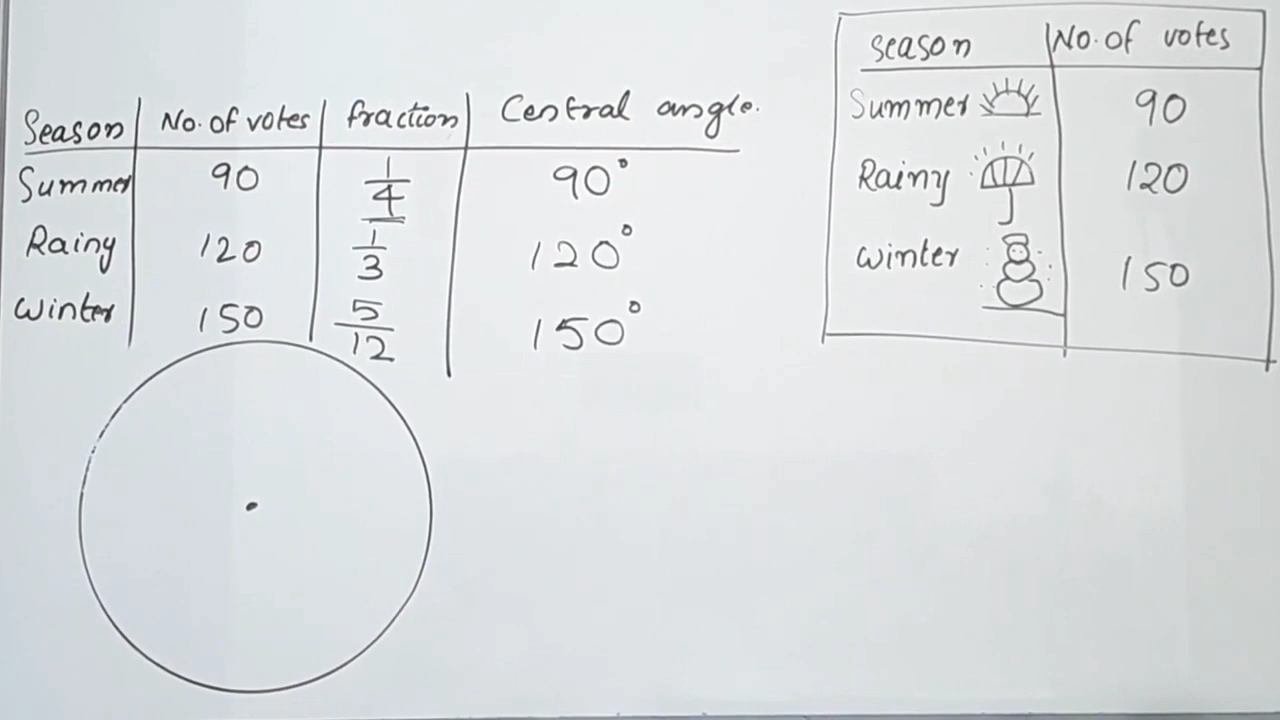 Season No. of votes fraction Central angle.
Summer 90 1/4 90°
Rainy 120 1/3 120°
Winter 150 5/12 150°
Season No. of votes
Summer 90
Rainy 120
Winter 150